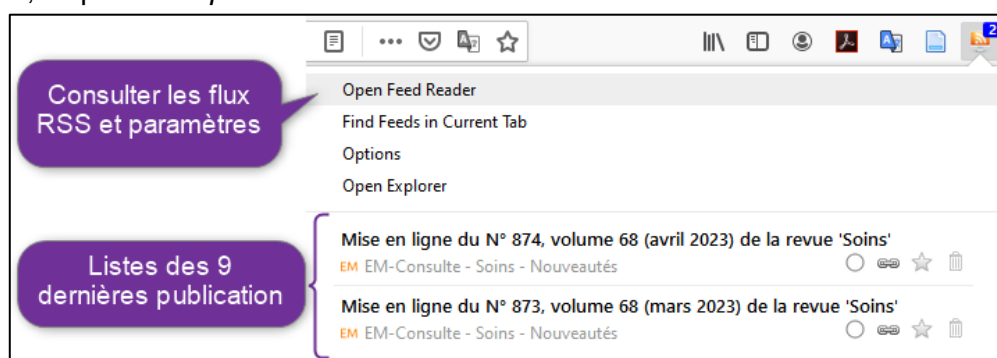 Consulter les flux
RSS et paramètres
Open Feed Reader
Find Feeds in Current Tab
Options
Open Explorer
Listes des 9
dernières publication
Mise en ligne du N° 874, volume 68 (avril 2023) de la revue 'Soins'
EM EM-Consulte - Soins - Nouveautés
Mise en ligne du N° 873, volume 68 (mars 2023) de la revue 'Soins'
EM EM-Consulte - Soins - Nouveautés
2